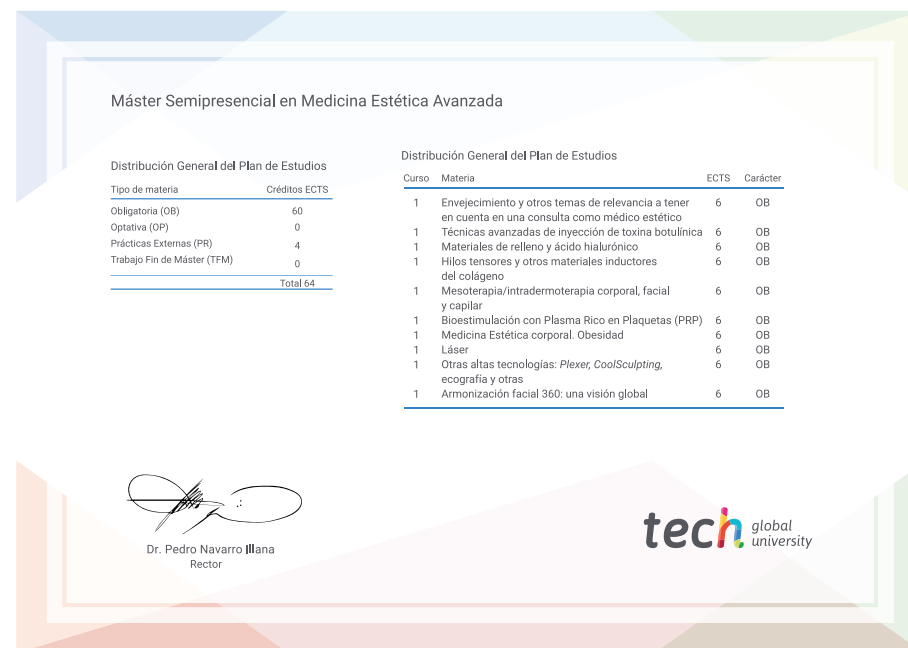 Máster Semipresencial en Medicina Estética Avanzada
Distribución General del Plan de Estudios
Tipo de materia Créditos ECTS
Obligatoria (OB) 60
Optativa (OP) 0
Prácticas Externas (PR) 4
Trabajo Fin de Máster (TFM) 0
Total 64
Distribución General del Plan de Estudios
Curso Materia ECTS Carácter
1 Envejecimiento y otros temas de relevancia a tener 6 OB
en cuenta en una consulta como médico estético
1 Técnicas avanzadas de inyección de toxina botulínica 6 OB
1 Materiales de relleno y ácido hialurónico 6 OB
1 Hilos tensores y otros materiales inductores 6 OB
del colágeno
1 Mesoterapia/intradermoterapia corporal, facial 6 OB
y capilar
1 Bioestimulación con Plasma Rico en Plaquetas (PRP) 6 OB
1 Medicina Estética corporal. Obesidad 6 OB
1 Láser 6 OB
1 Otras altas tecnologías: Plexer, CoolSculpting, 6 OB
ecografía y otras
1 Armonización facial 360: una visión global 6 OB
Dr. Pedro Navarro Illana
Rector
tech global
university